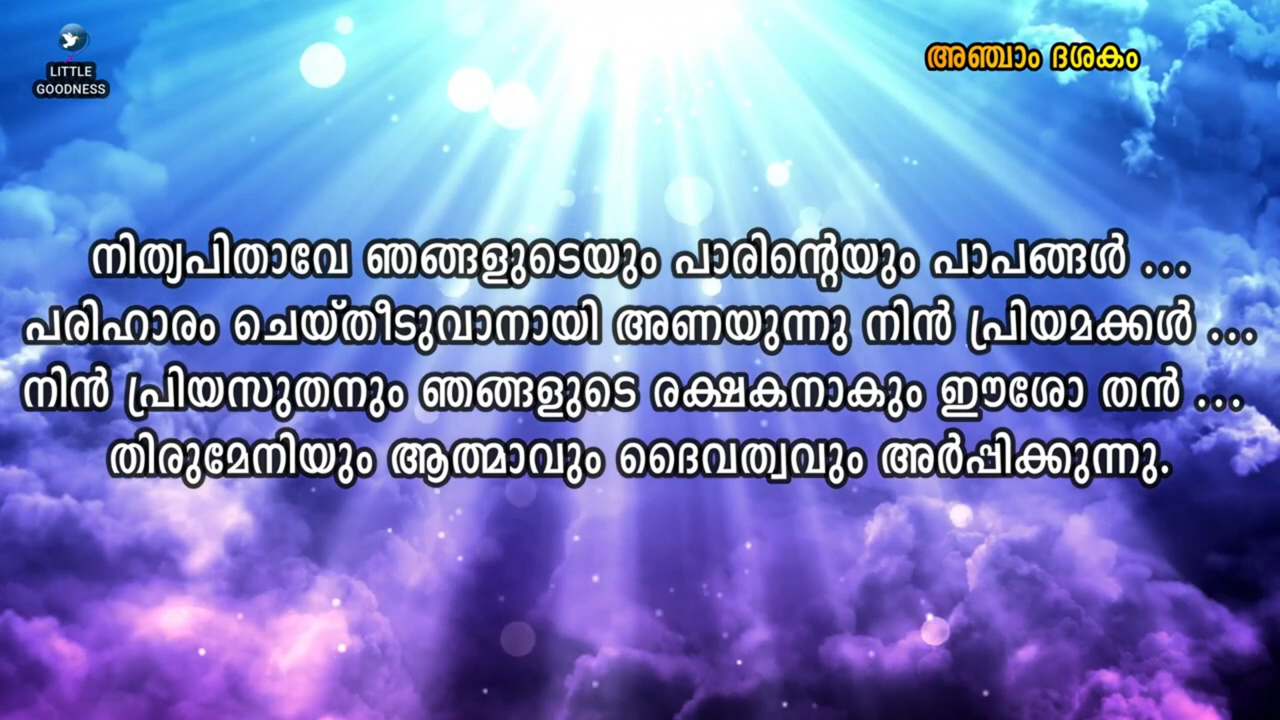 LITTLE
GOODNESS
അഞ്ചാം ദശകം
നിത്യപിതാവേ ഞങ്ങളുടെയും പാരിന്റെയും പാപങ്ങൾ ...
പരിഹാരം ചെയ്തീടുവാനായി അണയുന്നു നിൻ പ്രിയമക്കൾ ...
നിൻ പ്രിയസുതനും ഞങ്ങളുടെ രക്ഷകനാകും ഈശോ തൻ ...
തിരുമേനിയും ആത്മാവും ദൈവത്വവും അർപ്പിക്കുന്നു.